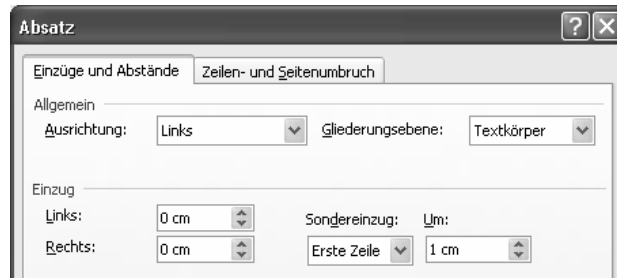 Absatz
Einzüge und Abstände Zeilen- und Seitenumbruch
Allgemein
Ausrichtung: Links Gliederungsebene: Textkörper
Einzug
Links: 0 cm Sondereinzug: Um:
Rechts: 0 cm Erste Zeile 1 cm